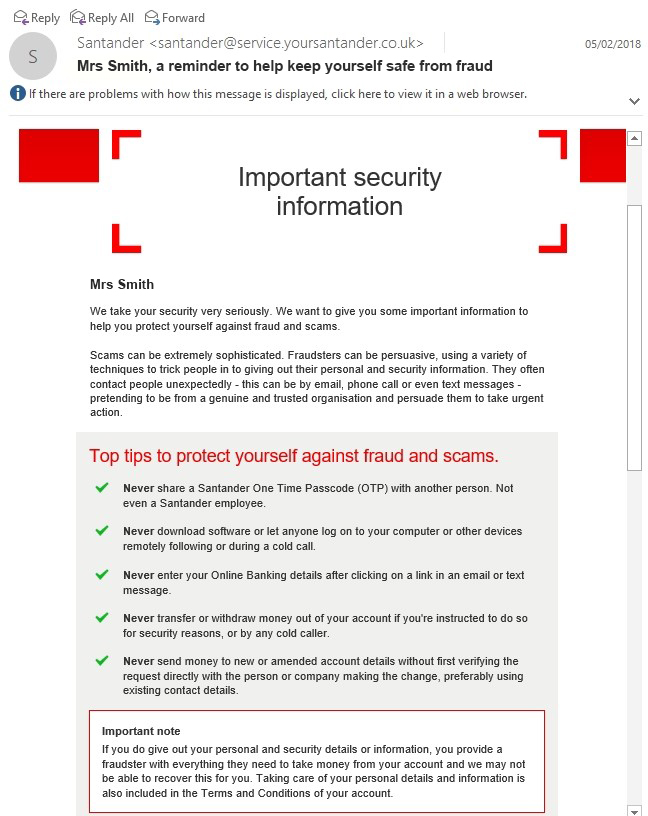 Reply Reply All Forward
S
Santander <santander@service.yoursantander.co.uk> 05/02/2018
Mrs Smith, a reminder to help keep yourself safe from fraud
If there are problems with how this message is displayed, click here to view it in a web browser.
Important security
information
Mrs Smith
We take your security very seriously. We want to give you some important information to
help you protect yourself against fraud and scams.
Scams can be extremely sophisticated. Fraudsters can be persuasive, using a variety of
techniques to trick people in to giving out their personal and security information. They often
contact people unexpectedly - this can be by email, phone call or even text messages -
pretending to be from a genuine and trusted organisation and persuade them to take urgent
action.
Top tips to protect yourself against fraud and scams.
Never share a Santander One Time Passcode (OTP) with another person. Not
even a Santander employee.
Never download software or let anyone log on to your computer or other devices
remotely following or during a cold call.
Never enter your Online Banking details after clicking on a link in an email or text
message.
Never transfer or withdraw money out of your account if you're instructed to do so
for security reasons, or by any cold caller.
Never send money to new or amended account details without first verifying the
request directly with the person or company making the change, preferably using
existing contact details.
Important note
If you do give out your personal and security details or information, you provide a
fraudster with everything they need to take money from your account and we may not
be able to recover this for you. Taking care of your personal details and information is
also included in the Terms and Conditions of your account.